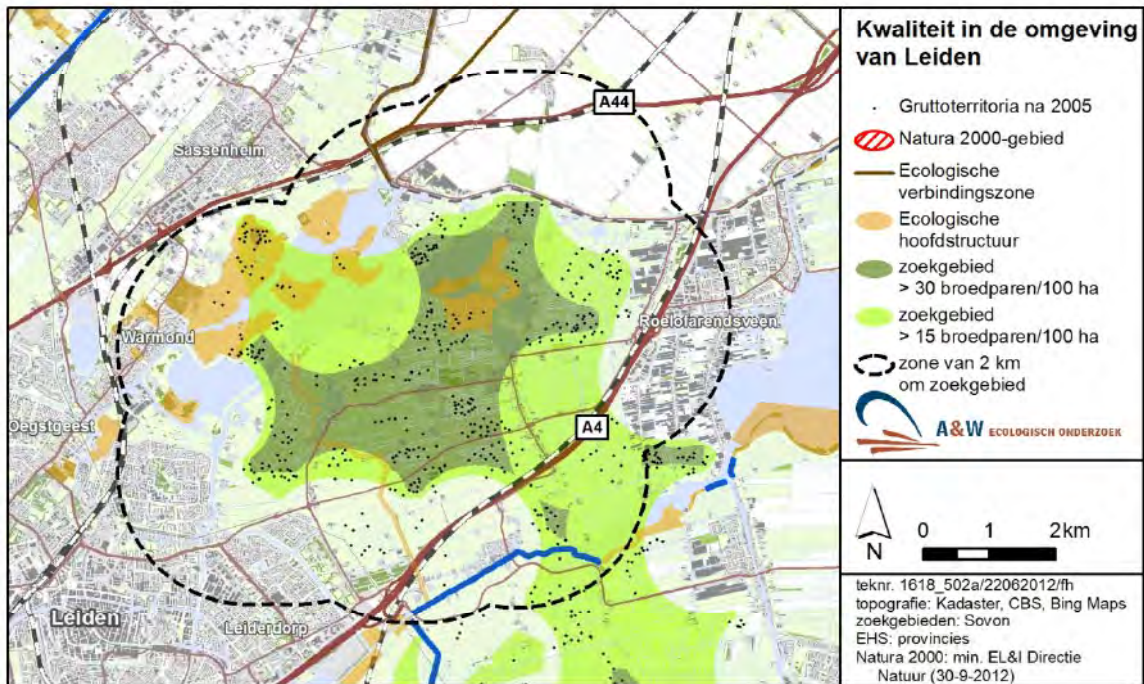 A44
Sassenheim
Warmond
Roelofarendsveen
Oegstgeest
A4
Leiden
Leiderdorp
Kwaliteit in de omgeving
van Leiden
Gruttoterritoria na 2005
Natura 2000-gebied
Ecologische
verbindingszone
Ecologische
hoofdstructuur
zoekgebied
> 30 broedparen/100 ha
zoekgebied
> 15 broedparen/100 ha
zone van 2 km
om zoekgebied
A&W ECOLOGISCH ONDERZOEK
N
0 1 2km
teknr. 1618_502a/22062012/fh
topografie: Kadaster, CBS, Bing Maps
zoekgebieden: Sovon
EHS: provincies
Natura 2000: min. EL&I Directie
Natuur (30-9-2012)